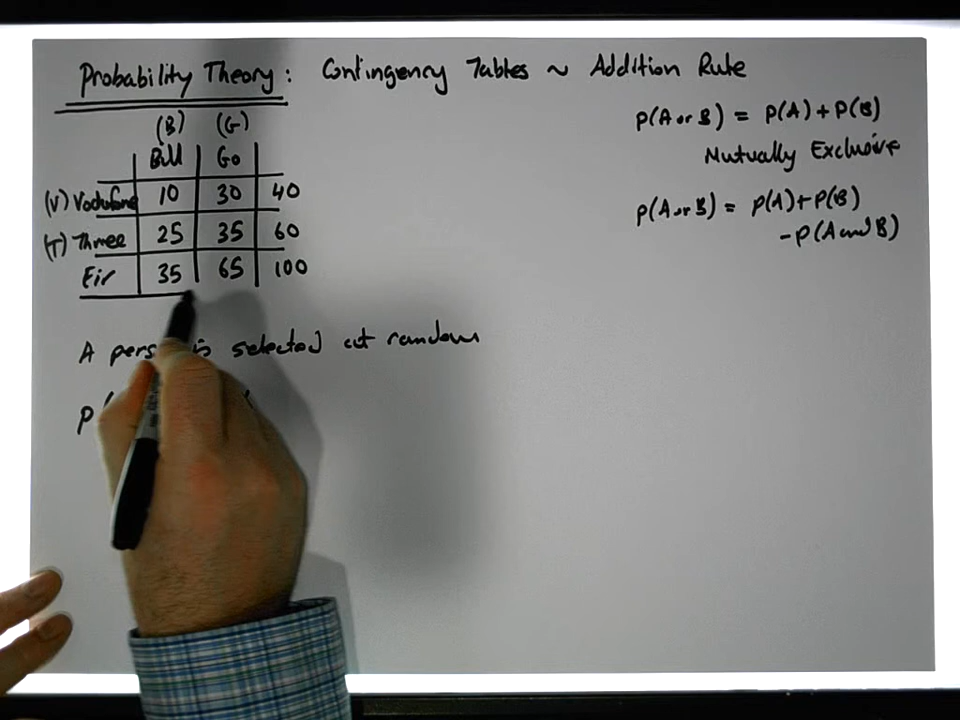 Probability Theory: Contingency Tables ~ Addition Rule
(B) (G)
Bill Go
(V) Vodafone 10 30 40
(T) Three 25 35 60
Eir 35 65 100
P(A or B) = P(A) + P(B)
Mutually Exclusive
P(A or B) = P(A) + P(B)
- P(A and B)
A is selected at random
P(